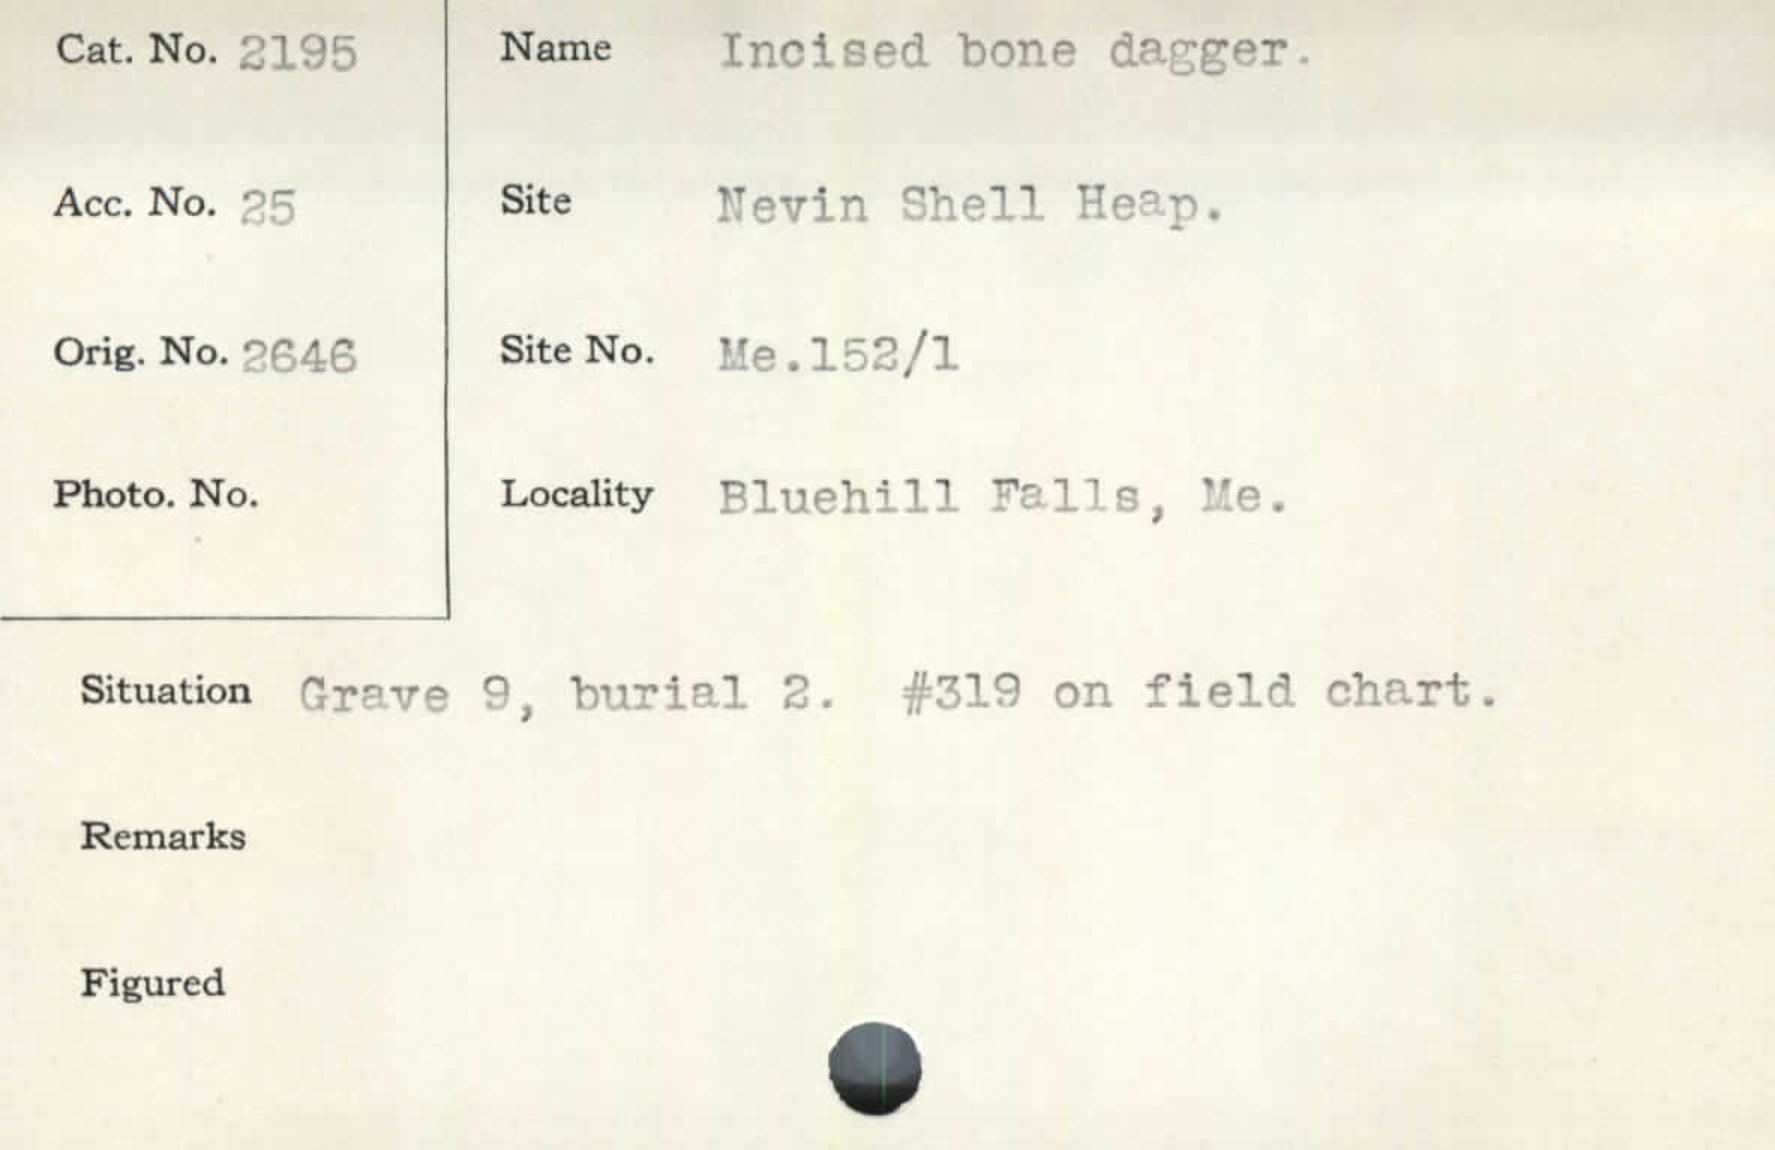 Cat. No. 2195
Name Incised bone dagger.
Acc. No. 25
Site Nevin Shell Heap.
Orig. No. 2646
Site No. Me.152/1
Photo. No.
Locality Bluehill Falls, Me.
Situation Grave 9, burial 2. #319 on field chart.
Remarks
Figured